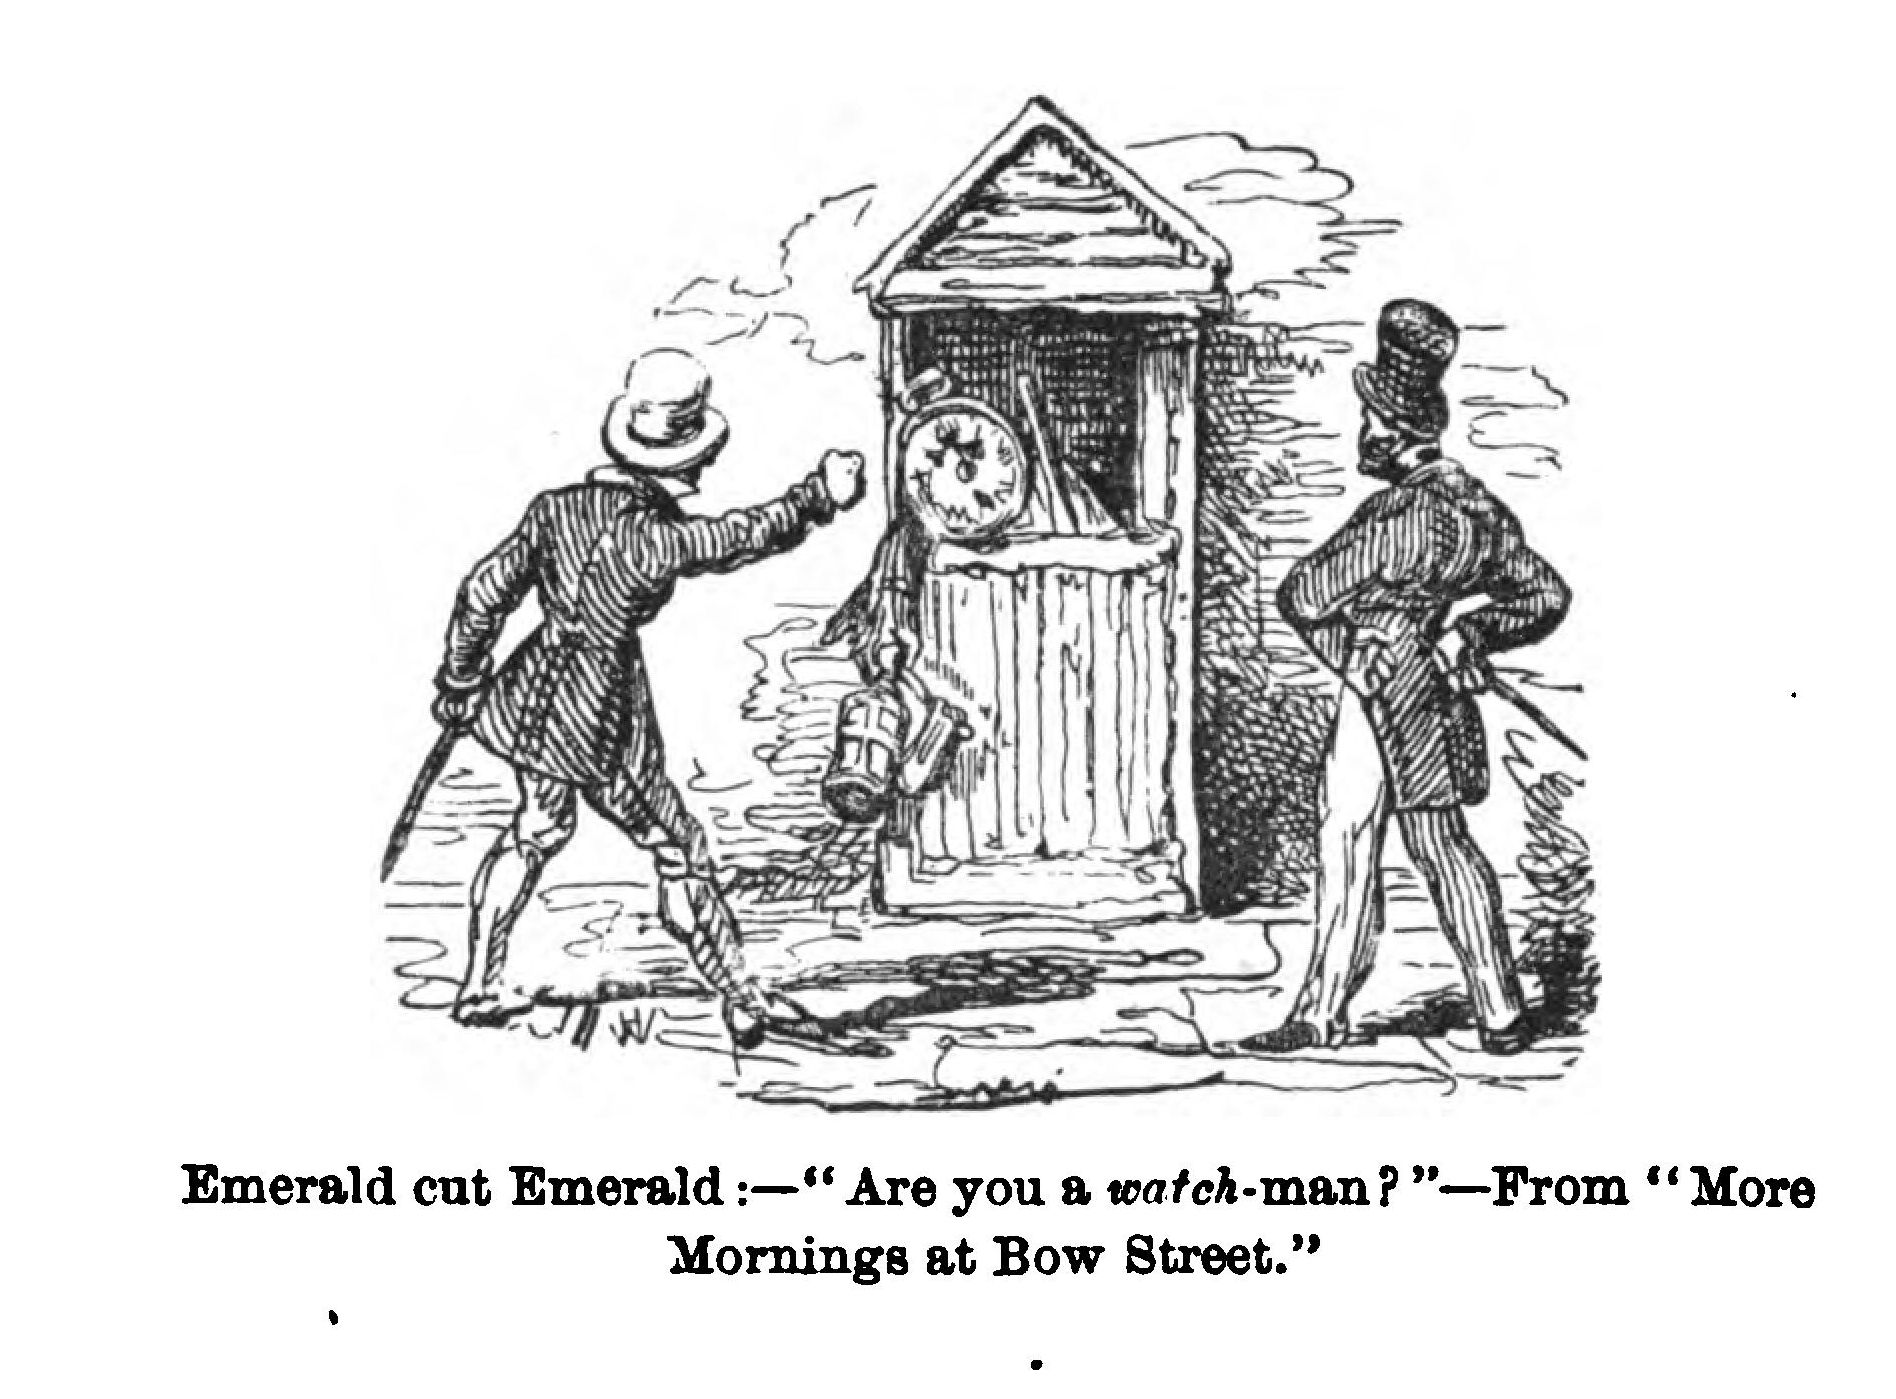 Emerald cut Emerald :—“ Are you a watch-man? ”—From “ More
Mornings at Bow Street.”